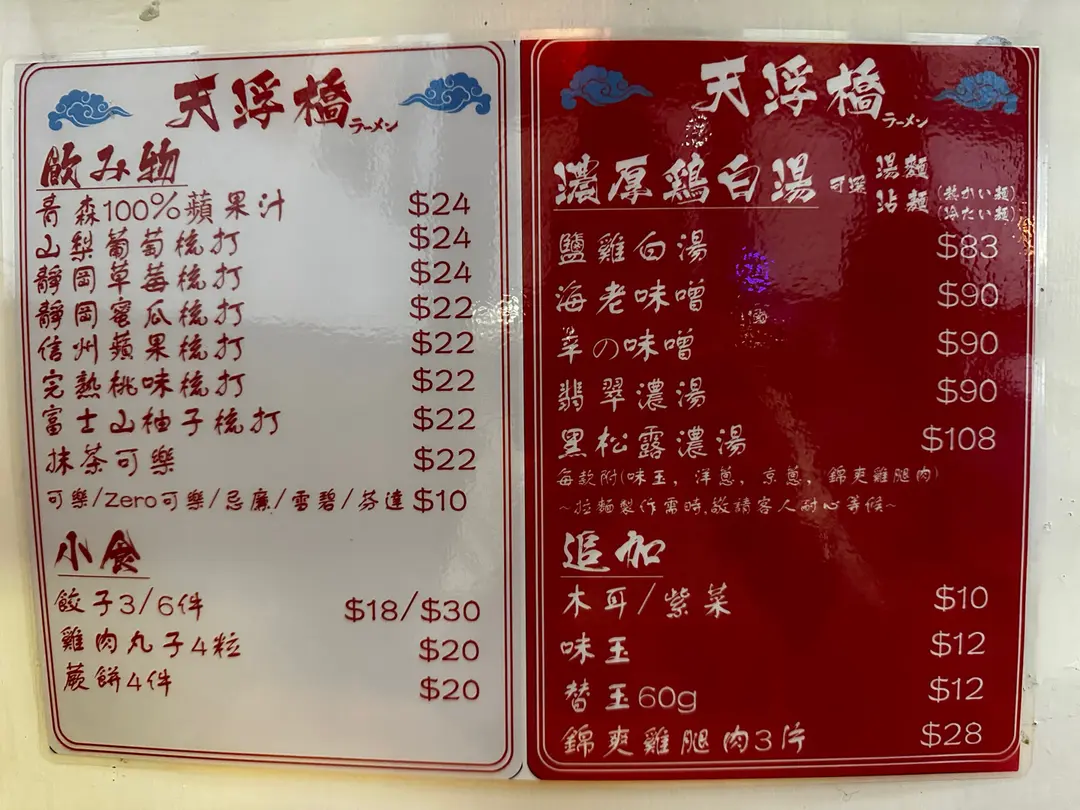 天浮橋
ラーメン
飲み物
青森100%蘋果汁 $24
山梨葡萄梳打 $24
靜岡草莓梳打 $24
靜岡蜜瓜梳打 $22
信州蘋果梳打 $22
完熟桃味梳打 $22
富士山柚子梳打 $22
抹茶可樂 $22
可樂/Zero可樂/忌廉/雪碧/芬達 $10
小食
餃子3/6件 $18/$30
雞肉丸子4粒 $20
蕨餅4件 $20
天浮橋
ラーメン
濃厚鶏白湯 可選 湯麵
沾麵 (熱かい麵)
(冷たい麵)
鹽雞白湯 $83
海老味噌 $90
辛の味噌 $90
翡翠濃湯 $90
黑松露濃湯 $108
每款附(味玉, 洋蔥, 京蔥, 錦爽雞腿肉)
~拉麵製作需時,敬請客人耐心等候~
追加
木耳/紫菜 $10
味玉 $12
替玉60g $12
錦爽雞腿肉3片 $28